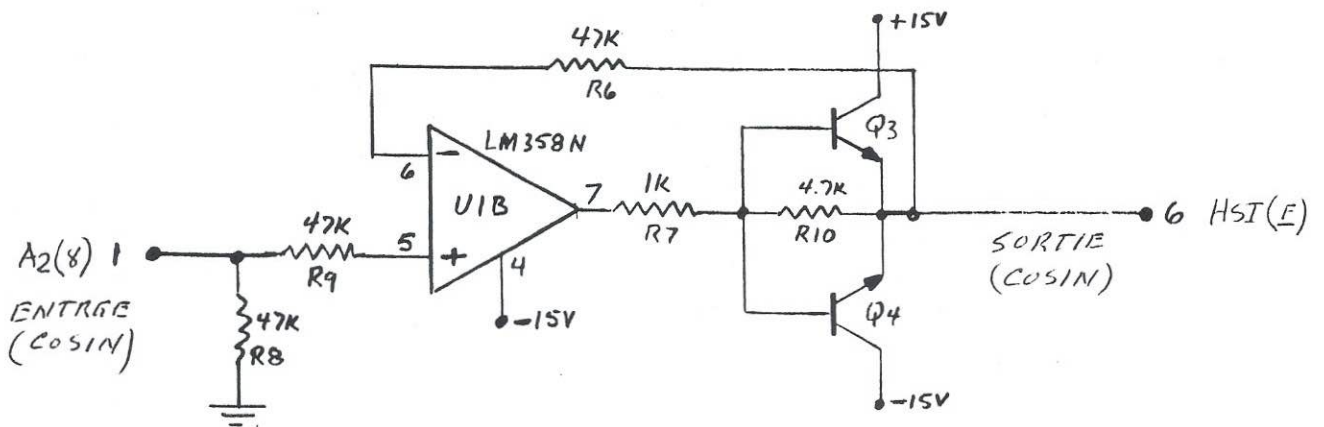 +15V
47K
R6
Q3
LM358N
6
-
U1B
7
1K
R7
4.7K
R10
6 HSI(E)
SORTIE
(COSIN)
A2(8) 1
47K
R9
5
+
4
-15V
Q4
ENTRGE
(COSIN)
47K
R8
-15V